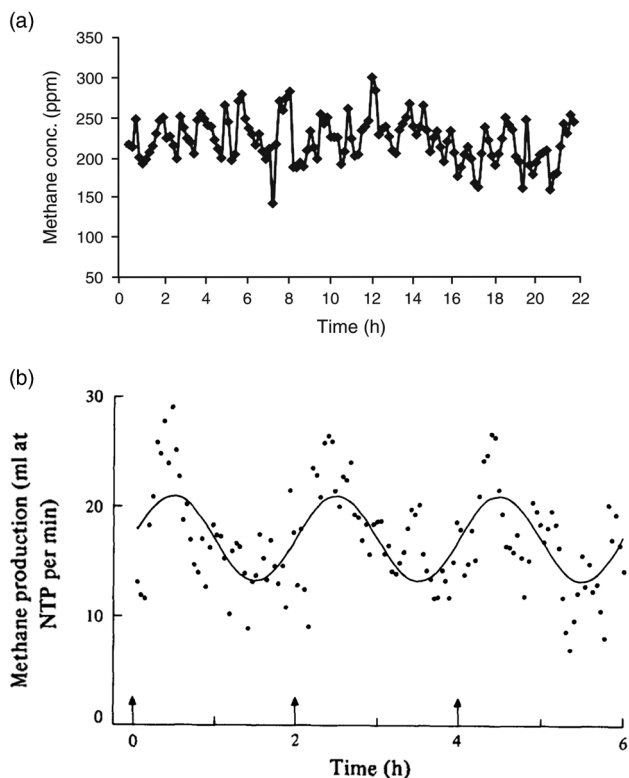 (a)
350
300
250
200
150
100
50
Methane conc. (ppm)
0 2 4 6 8 10 12 14 16 18 20 22
Time (h)
(b)
30
20
10
0
Methane production (ml at
NTP per min)
0 2 4 6
Time (h)